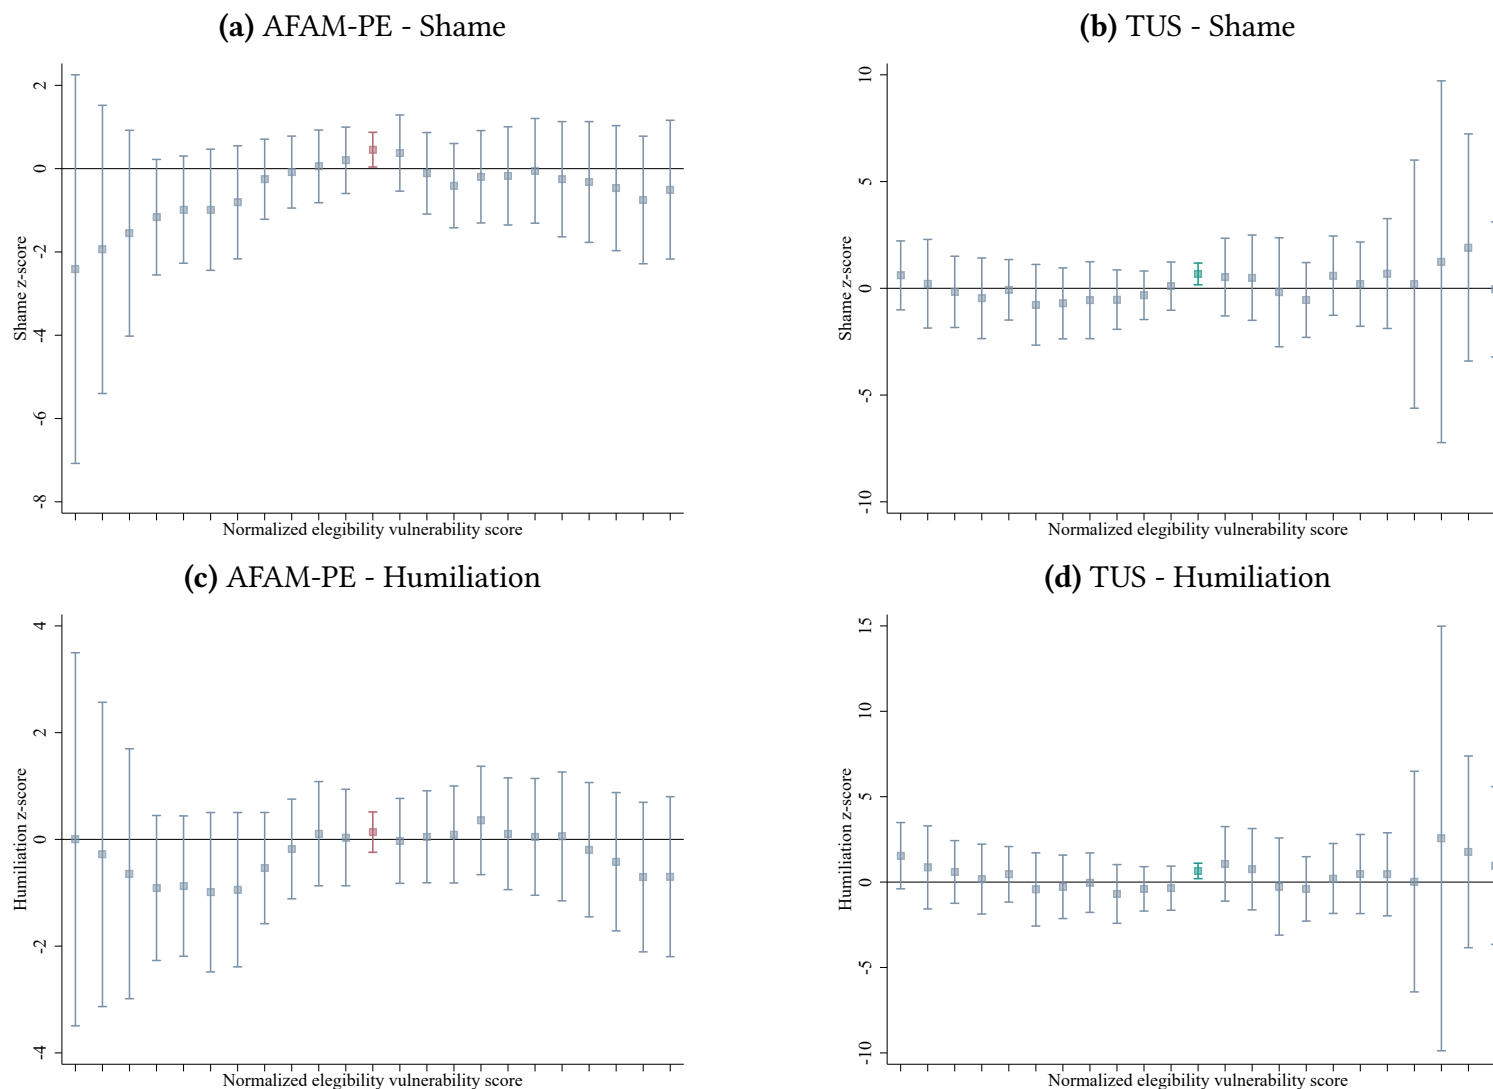 (a) AFAM-PE - Shame
2
0
-2
-4
-6
-8
Shame z-score
Normalized elegibility vulnerability score
(b) TUS - Shame
10
5
0
-5
-10
Shame z-score
Normalized elegibility vulnerability score
(c) AFAM-PE - Humiliation
4
2
0
-2
-4
Humiliation z-score
Normalized elegibility vulnerability score
(d) TUS - Humiliation
15
10
5
0
-5
-10
Humiliation z-score
Normalized elegibility vulnerability score